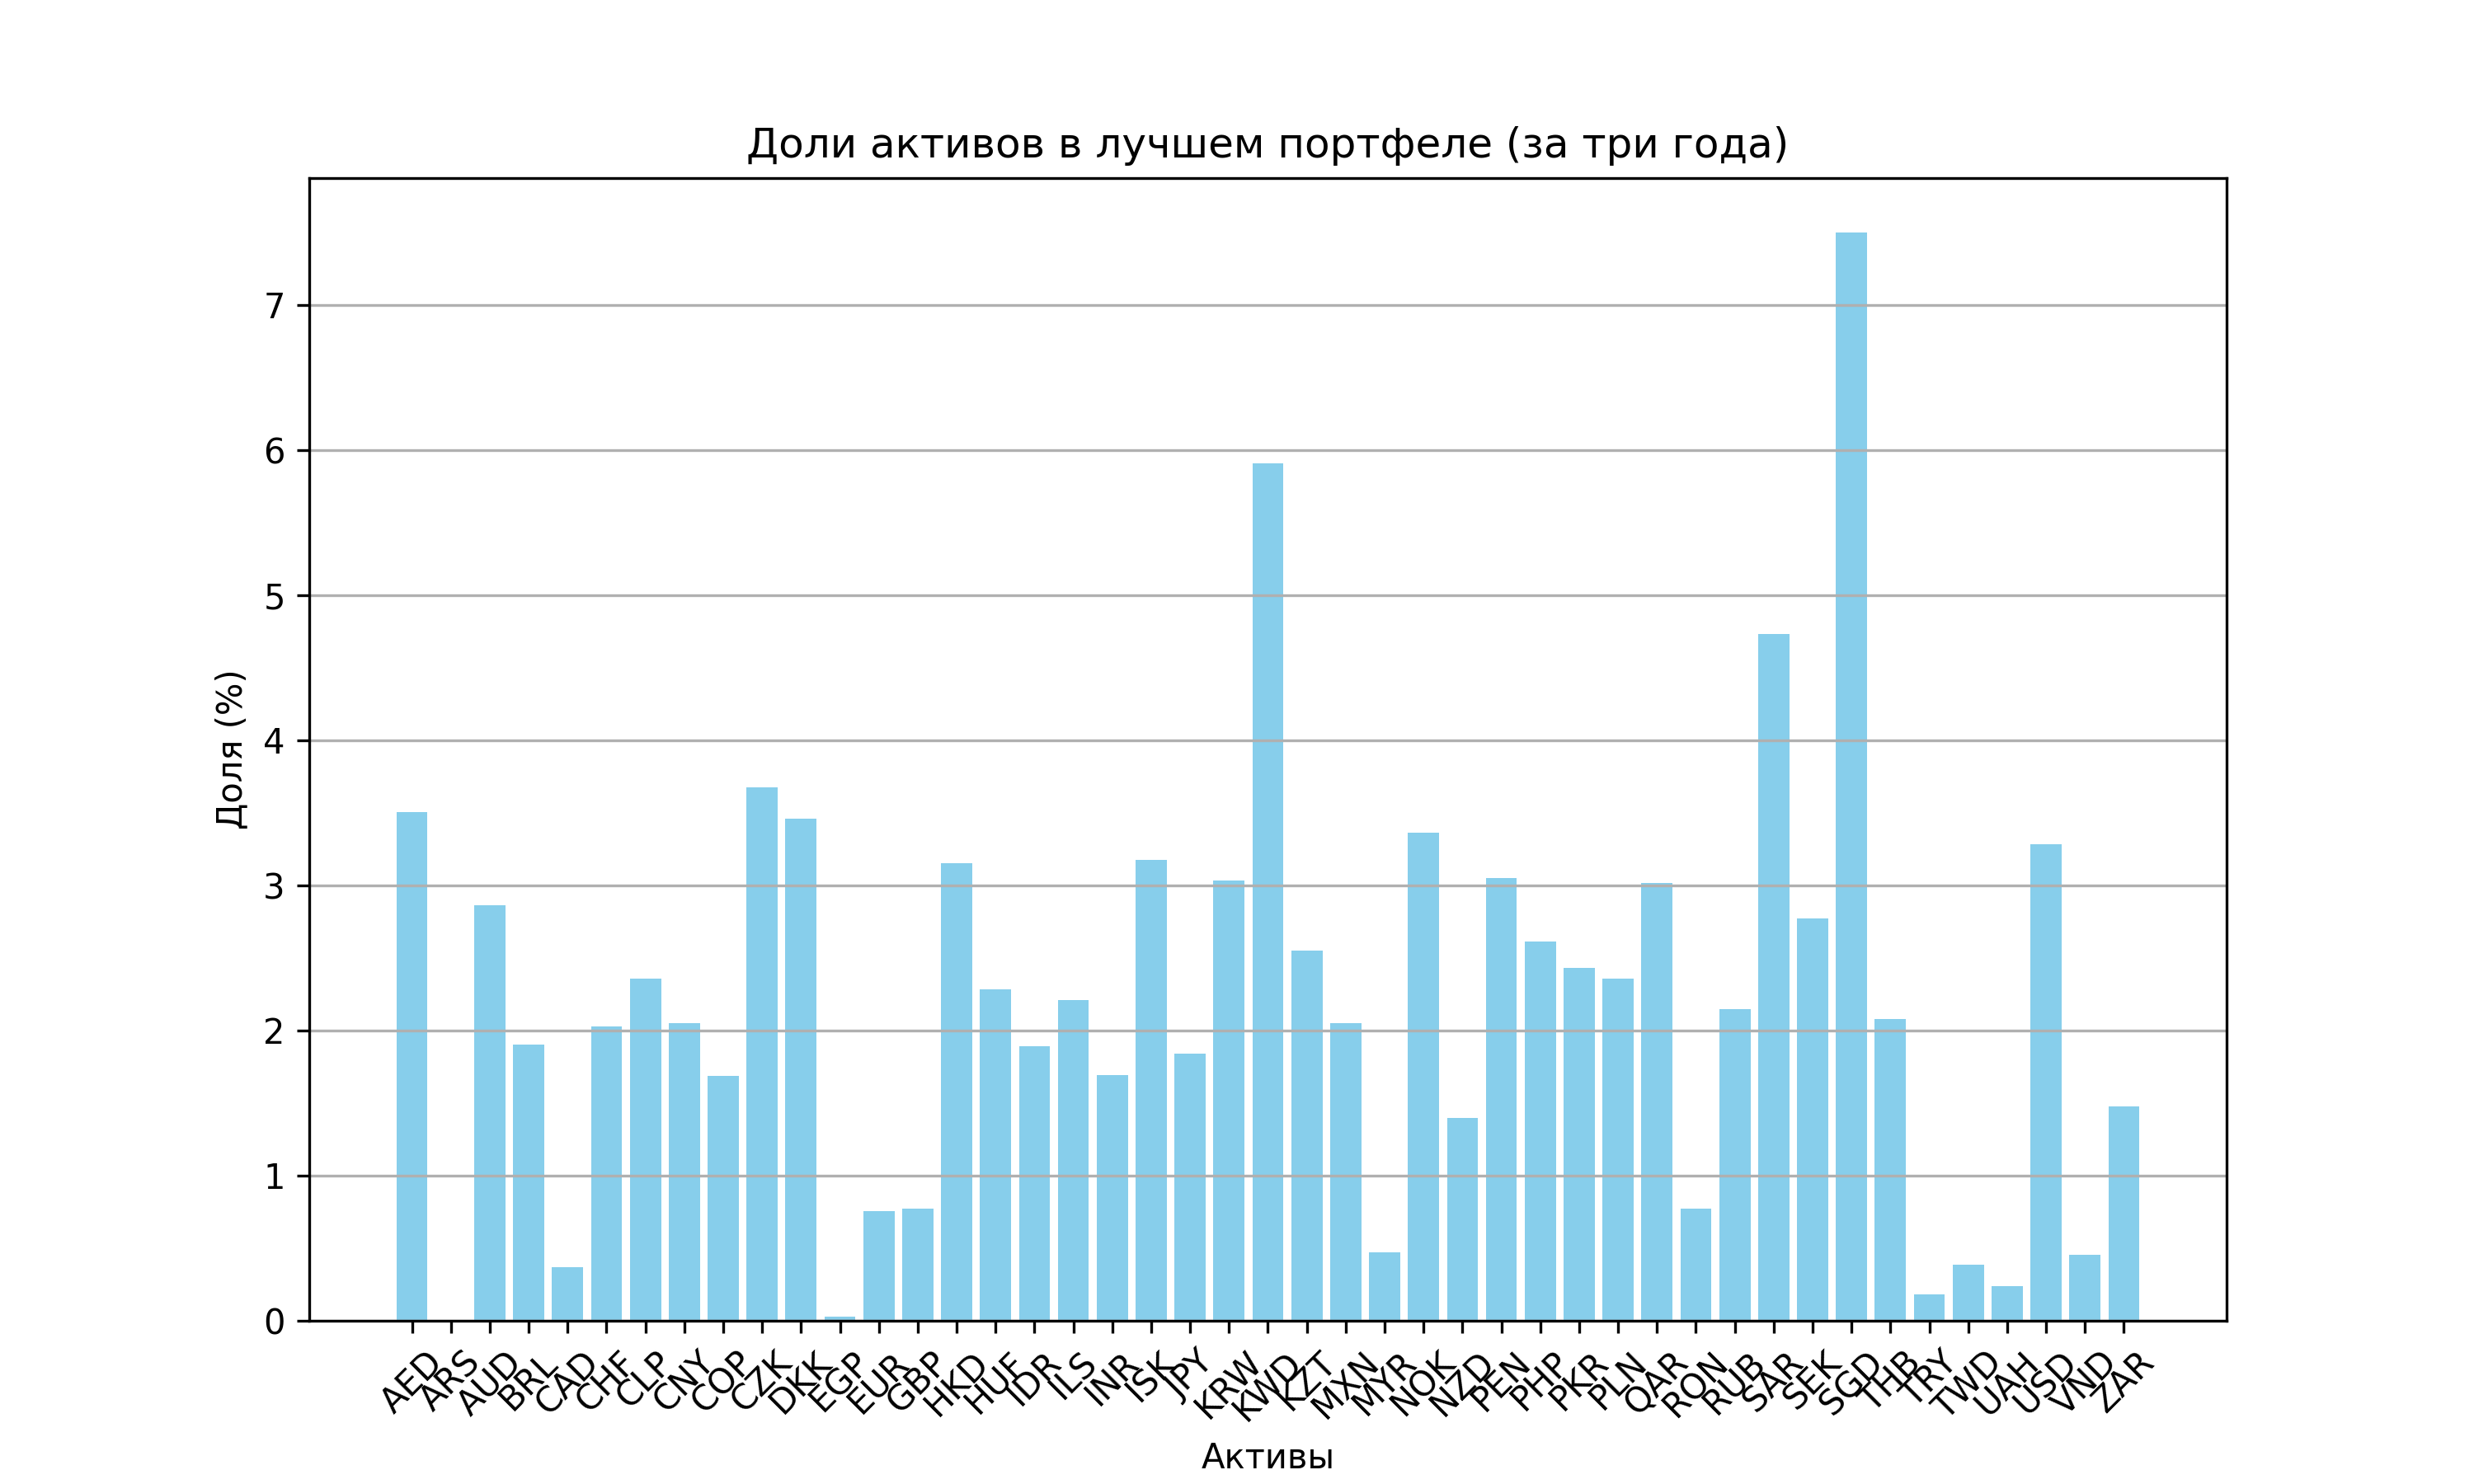 Доли активов в лучшем портфеле (за три года)
Доля (%)
7
6
5
4
3
2
1
0
AED ARS AUD BRL CAD CHF CLP CNY COP CZK DKK EGP EUR GBP HKD HUF IDR ILS INR ISK JPY KRW KWD KZT MXN MYR NOK NZD PEN PHP PKR PLN QAR RON RUB SAR SEK SGD THB TRY TWD UAH USD VND ZAR
Активы